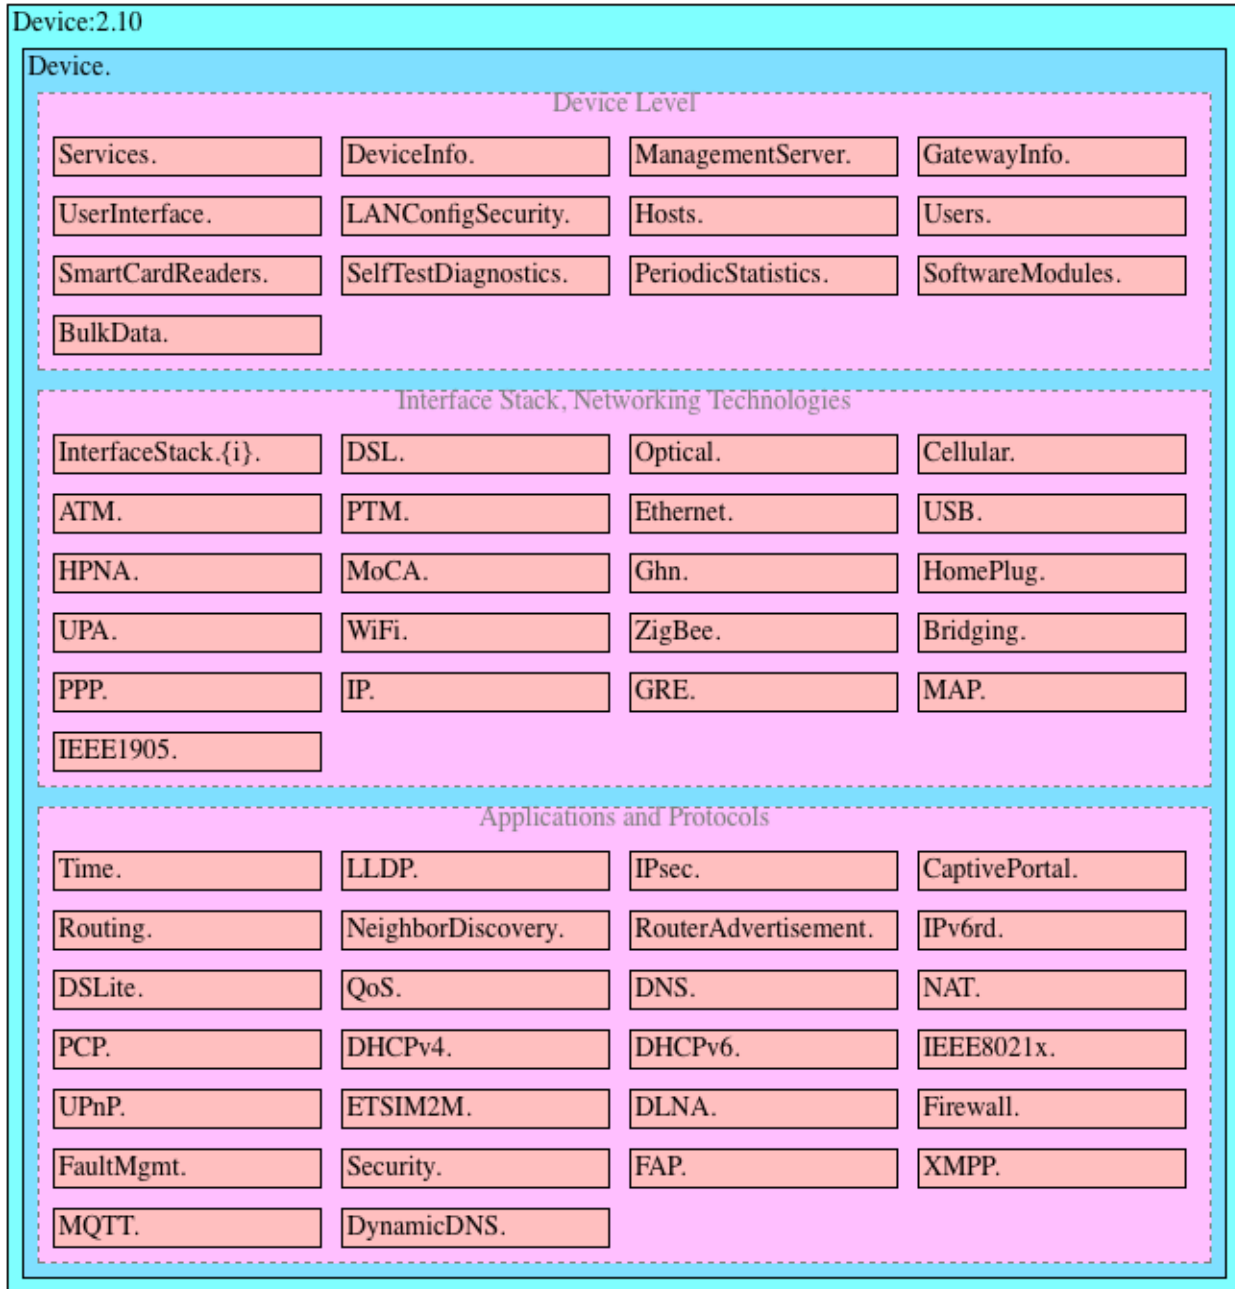 Device:2.10
Device.
Device Level
Services. DeviceInfo. ManagementServer. GatewayInfo.
UserInterface. LANConfigSecurity. Hosts. Users.
SmartCardReaders. SelfTestDiagnostics. PeriodicStatistics. SoftwareModules.
BulkData.
Interface Stack, Networking Technologies
InterfaceStack.{i}. DSL. Optical. Cellular.
ATM. PTM. Ethernet. USB.
HPNA. MoCA. Ghn. HomePlug.
UPA. WiFi. ZigBee. Bridging.
PPP. IP. GRE. MAP.
IEEE1905.
Applications and Protocols
Time. LLDP. IPsec. CaptivePortal.
Routing. NeighborDiscovery. RouterAdvertisement. IPv6rd.
DSLite. QoS. DNS. NAT.
PCP. DHCPv4. DHCPv6. IEEE8021x.
UPnP. ETSIM2M. DLNA. Firewall.
FaultMgmt. Security. FAP. XMPP.
MQTT. DynamicDNS.